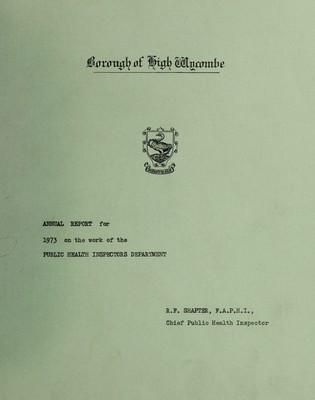 Borough of High Wycombe
ANNUAL REPORT for
1973 on the work of the
PUBLIC HEALTH INSPECTORS DEPARTMENT
R.F. SHAPTER, F.A.P.H.I.,
Chief Public Health Inspector